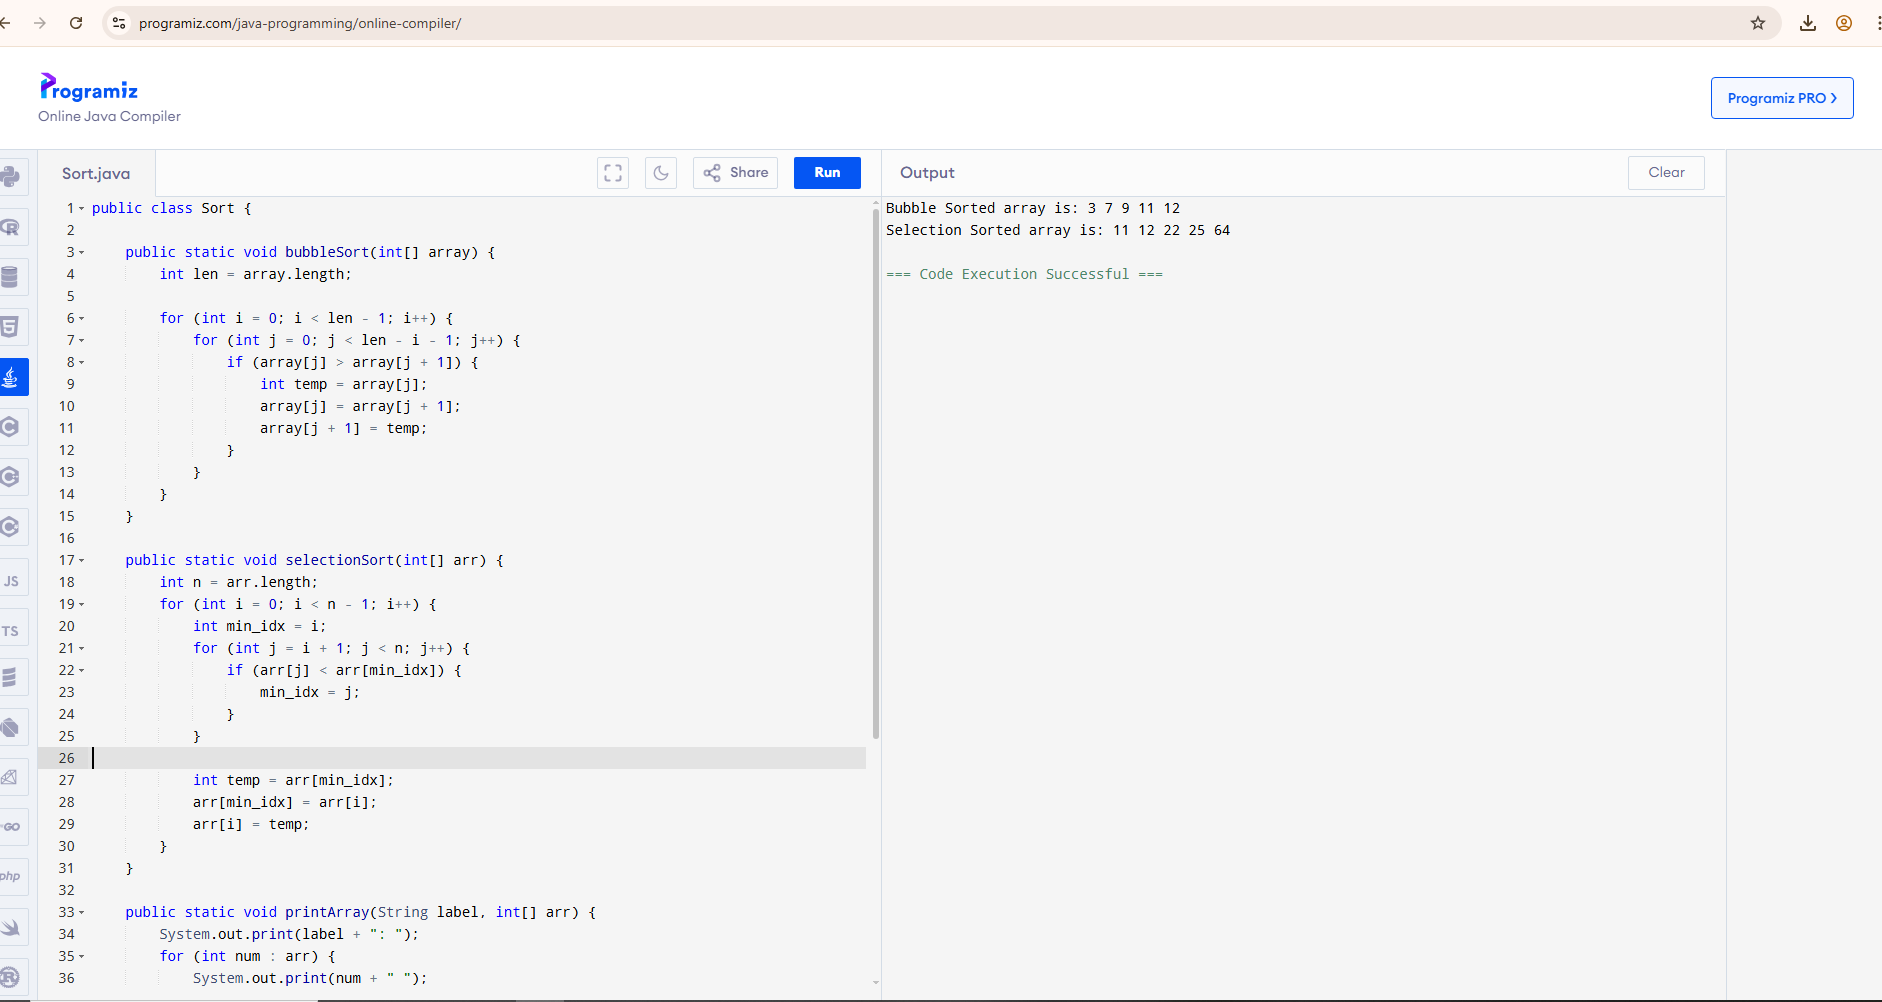 programiz.com/java-programming/online-compiler/
Programiz
Online Java Compiler
Programiz PRO
Sort.java
Share
Run
Output
Clear
1 public class Sort {
2
3     public static void bubbleSort(int[] array) {
4         int len = array.length;
5
6         for (int i = 0; i < len - 1; i++) {
7             for (int j = 0; j < len - i - 1; j++) {
8                 if (array[j] > array[j + 1]) {
9                     int temp = array[j];
10                     array[j] = array[j + 1];
11                     array[j + 1] = temp;
12                 }
13             }
14         }
15     }
16
17     public static void selectionSort(int[] arr) {
18         int n = arr.length;
19         for (int i = 0; i < n - 1; i++) {
20             int min_idx = i;
21             for (int j = i + 1; j < n; j++) {
22                 if (arr[j] < arr[min_idx]) {
23                     min_idx = j;
24                 }
25             }
26
27             int temp = arr[min_idx];
28             arr[min_idx] = arr[i];
29             arr[i] = temp;
30         }
31     }
32
33     public static void printArray(String label, int[] arr) {
34         System.out.print(label + ": ");
35         for (int num : arr) {
36             System.out.print(num + " ");
Bubble Sorted array is: 3 7 9 11 12
Selection Sorted array is: 11 12 22 25 64
=== Code Execution Successful ===
JS
TS
GO
php